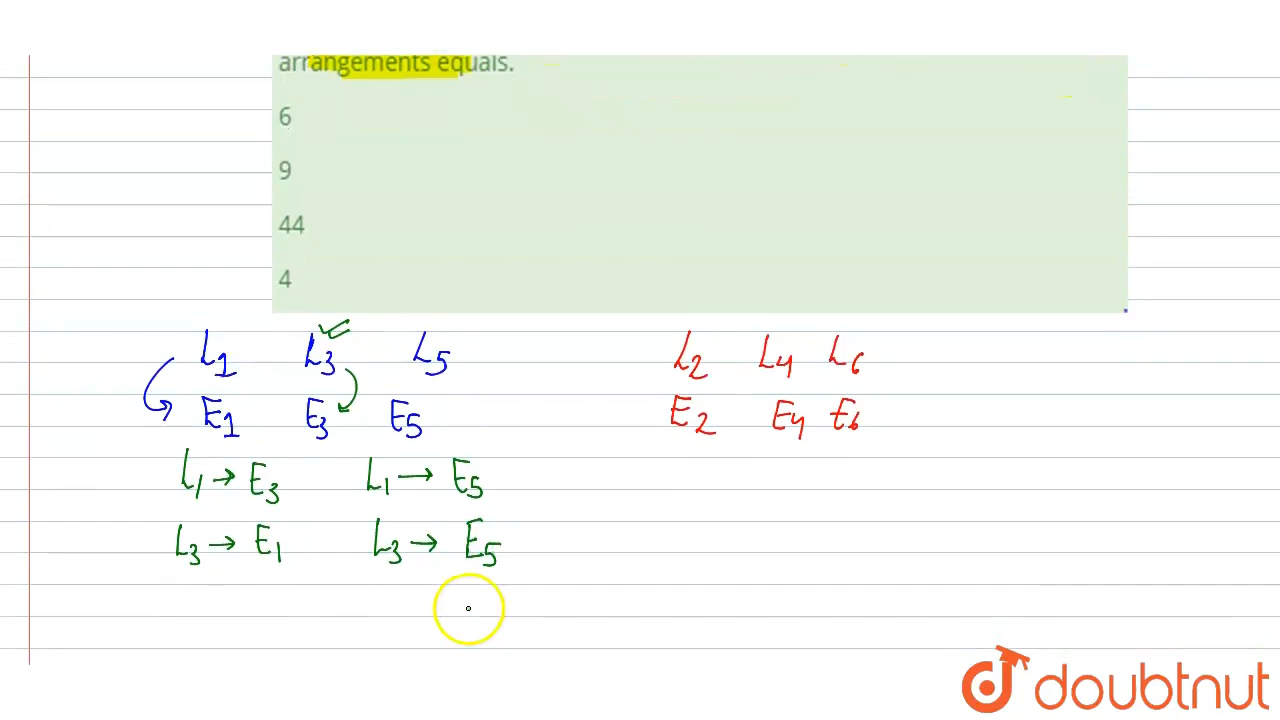 arrangements equals.
6
9
44
4
L1 L3 L5 L2 L4 L6
E1 E3 E5 E2 E4 E6
L1 → E3 L1 → E5
L3 → E1 L3 → E5
doubtnut